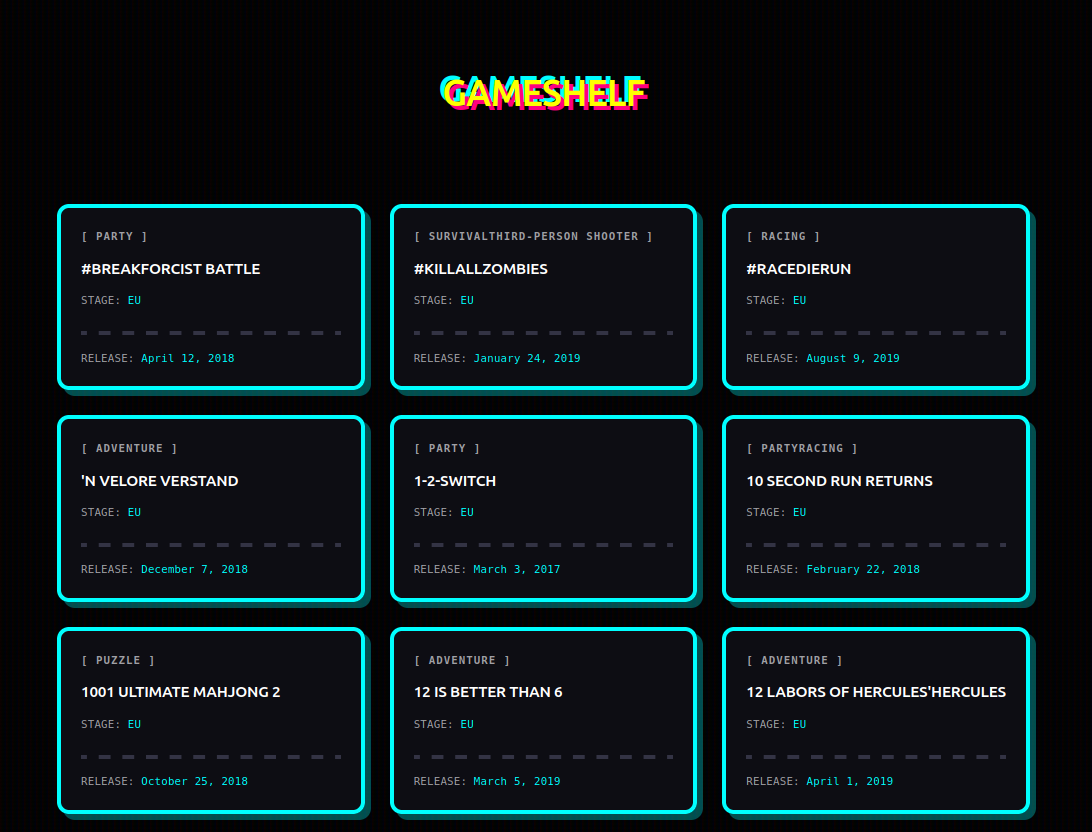 GAMESHELF
[ PARTY ]
#BREAKFORCIST BATTLE
STAGE: EU
RELEASE: April 12, 2018
[ SURVIVALTHIRD-PERSON SHOOTER ]
#KILLALLZOMBIES
STAGE: EU
RELEASE: January 24, 2019
[ RACING ]
#RACEDIERUN
STAGE: EU
RELEASE: August 9, 2019
[ ADVENTURE ]
'N VELORE VERSTAND
STAGE: EU
RELEASE: December 7, 2018
[ PARTY ]
1-2-SWITCH
STAGE: EU
RELEASE: March 3, 2017
[ PARTYRACING ]
10 SECOND RUN RETURNS
STAGE: EU
RELEASE: February 22, 2018
[ PUZZLE ]
1001 ULTIMATE MAHJONG 2
STAGE: EU
RELEASE: October 25, 2018
[ ADVENTURE ]
12 IS BETTER THAN 6
STAGE: EU
RELEASE: March 5, 2019
[ ADVENTURE ]
12 LABORS OF HERCULES'HERCULES
STAGE: EU
RELEASE: April 1, 2019